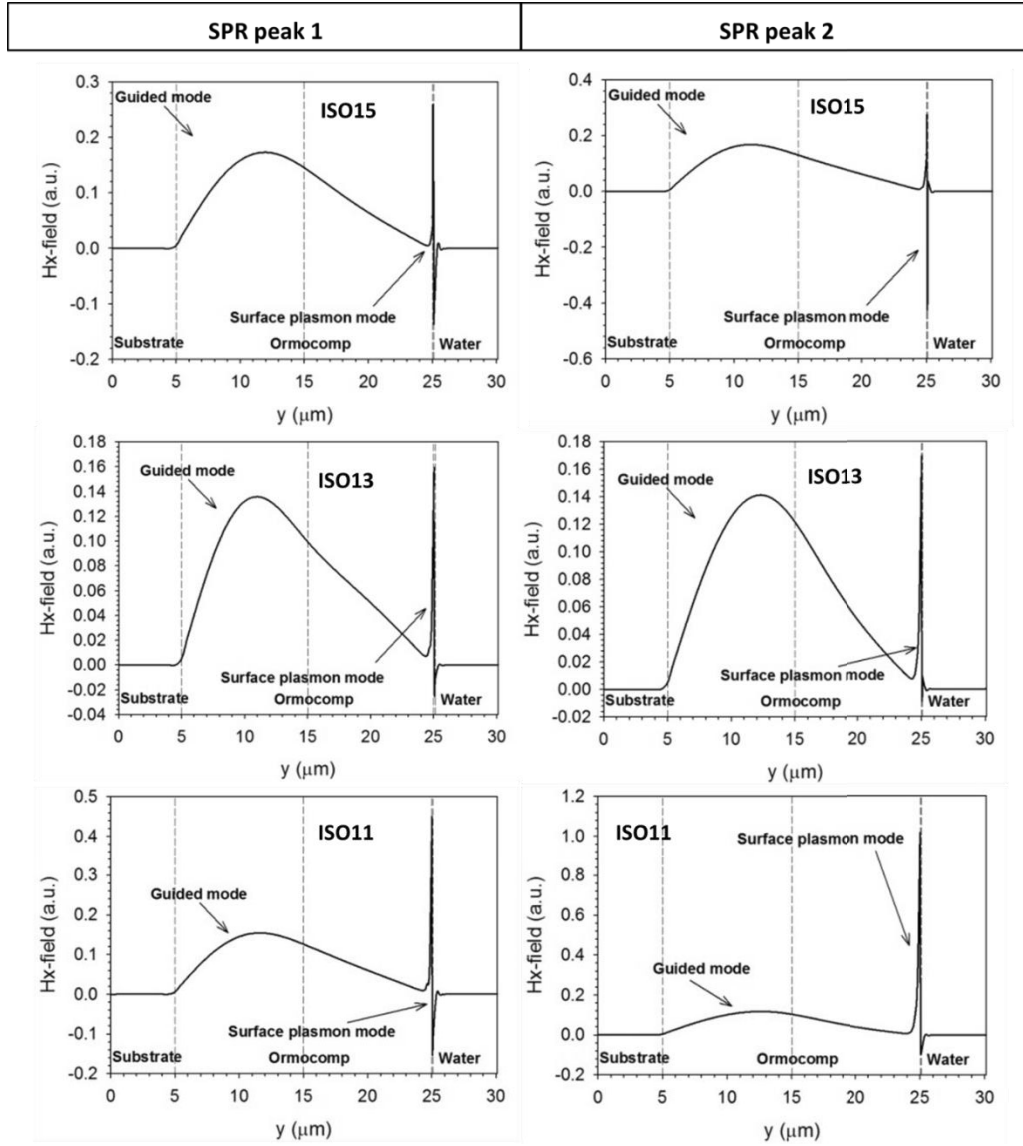 SPR peak 1
SPR peak 2
0.3
0.2
0.1
0.0
-0.1
-0.2
Hx-field (a.u.)
Guided mode
ISO15
Surface plasmon mode
Substrate Ormocomp Water
0 5 10 15 20 25 30
y (μm)
0.4
0.2
0.0
-0.2
-0.4
-0.6
Hx-field (a.u.)
Guided mode
ISO15
Surface plasmon mode
Substrate Ormocomp Water
0 5 10 15 20 25 30
y (μm)
0.18
0.16
0.14
0.12
0.10
0.08
0.06
0.04
0.02
0.00
-0.02
-0.04
Hx-field (a.u.)
Guided mode
ISO13
Surface plasmon mode
Substrate Ormocomp Water
0 5 10 15 20 25 30
y (μm)
0.18
0.16
0.14
0.12
0.10
0.08
0.06
0.04
0.02
0.00
-0.02
Hx-field (a.u.)
Guided mode
ISO13
Surface plasmon mode
Substrate Ormocomp Water
0 5 10 15 20 25 30
y (μm)
0.5
0.4
0.3
0.2
0.1
0.0
-0.1
-0.2
Hx-field (a.u.)
ISO11
Guided mode
Surface plasmon mode
Substrate Ormocomp Water
0 5 10 15 20 25 30
y (μm)
1.2
1.0
0.8
0.6
0.4
0.2
0.0
-0.2
Hx-field (a.u.)
ISO11
Surface plasmon mode
Guided mode
Substrate Ormocomp Water
0 5 10 15 20 25 30
y (μm)